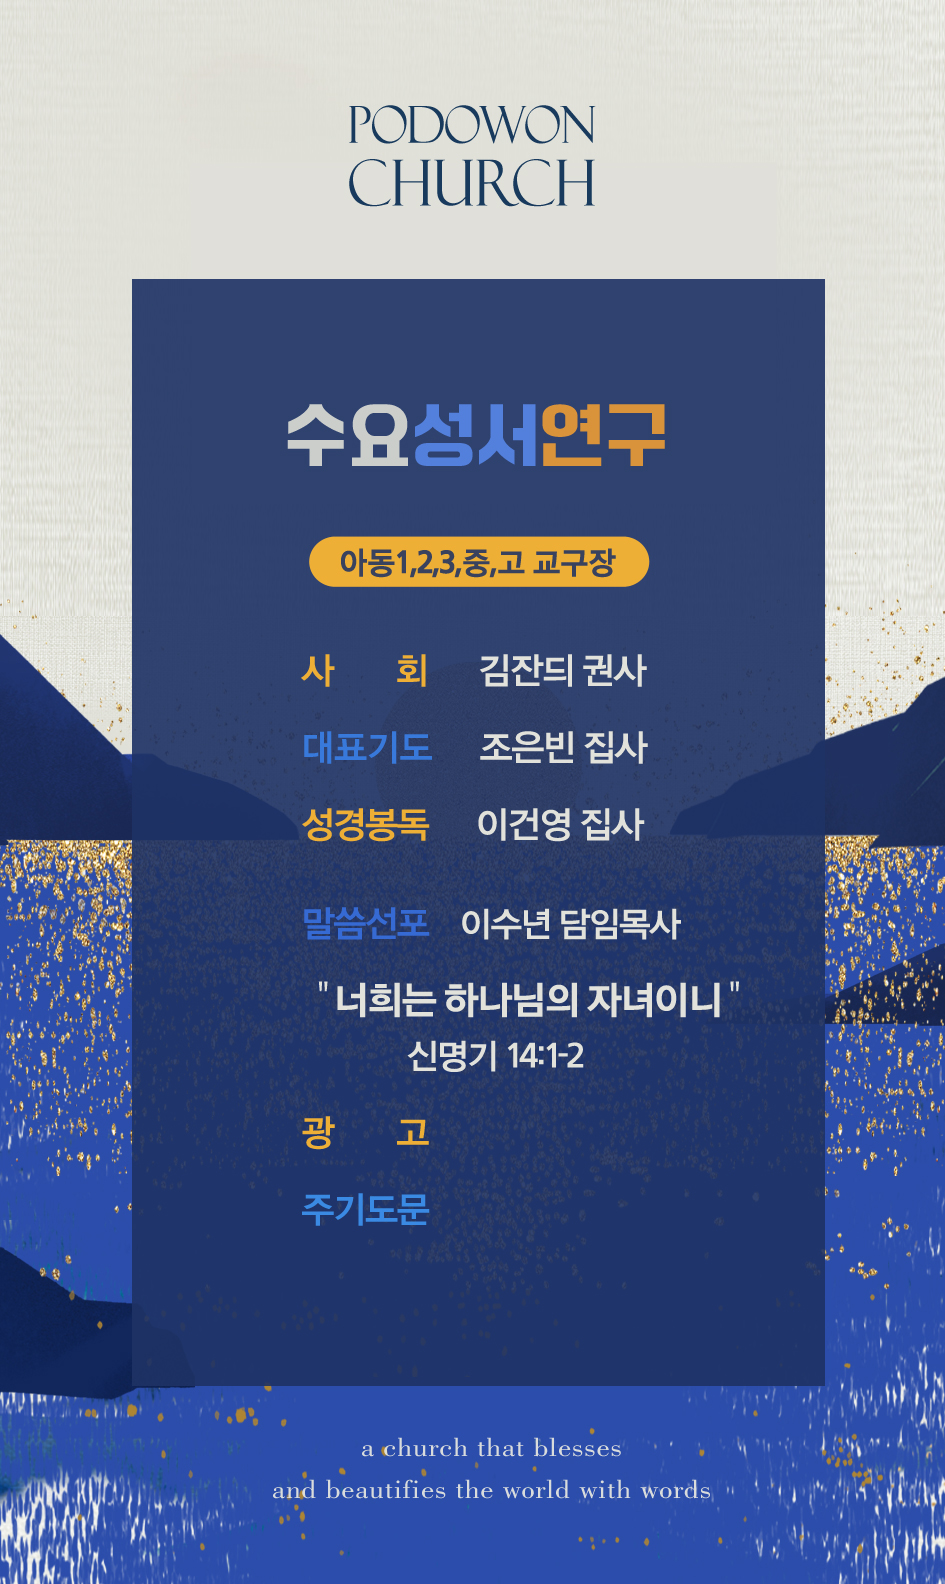 PODOWON
CHURCH
수요성서연구
아동1,2,3,중,고 교구장
사 회 김잔듸 권사
대표기도 조은빈 집사
성경봉독 이건영 집사
말씀선포 이수년 담임목사
"너희는 하나님의 자녀이니"
신명기 14:1-2
광 고
주기도문
a church that blesses
and beautifies the world with words